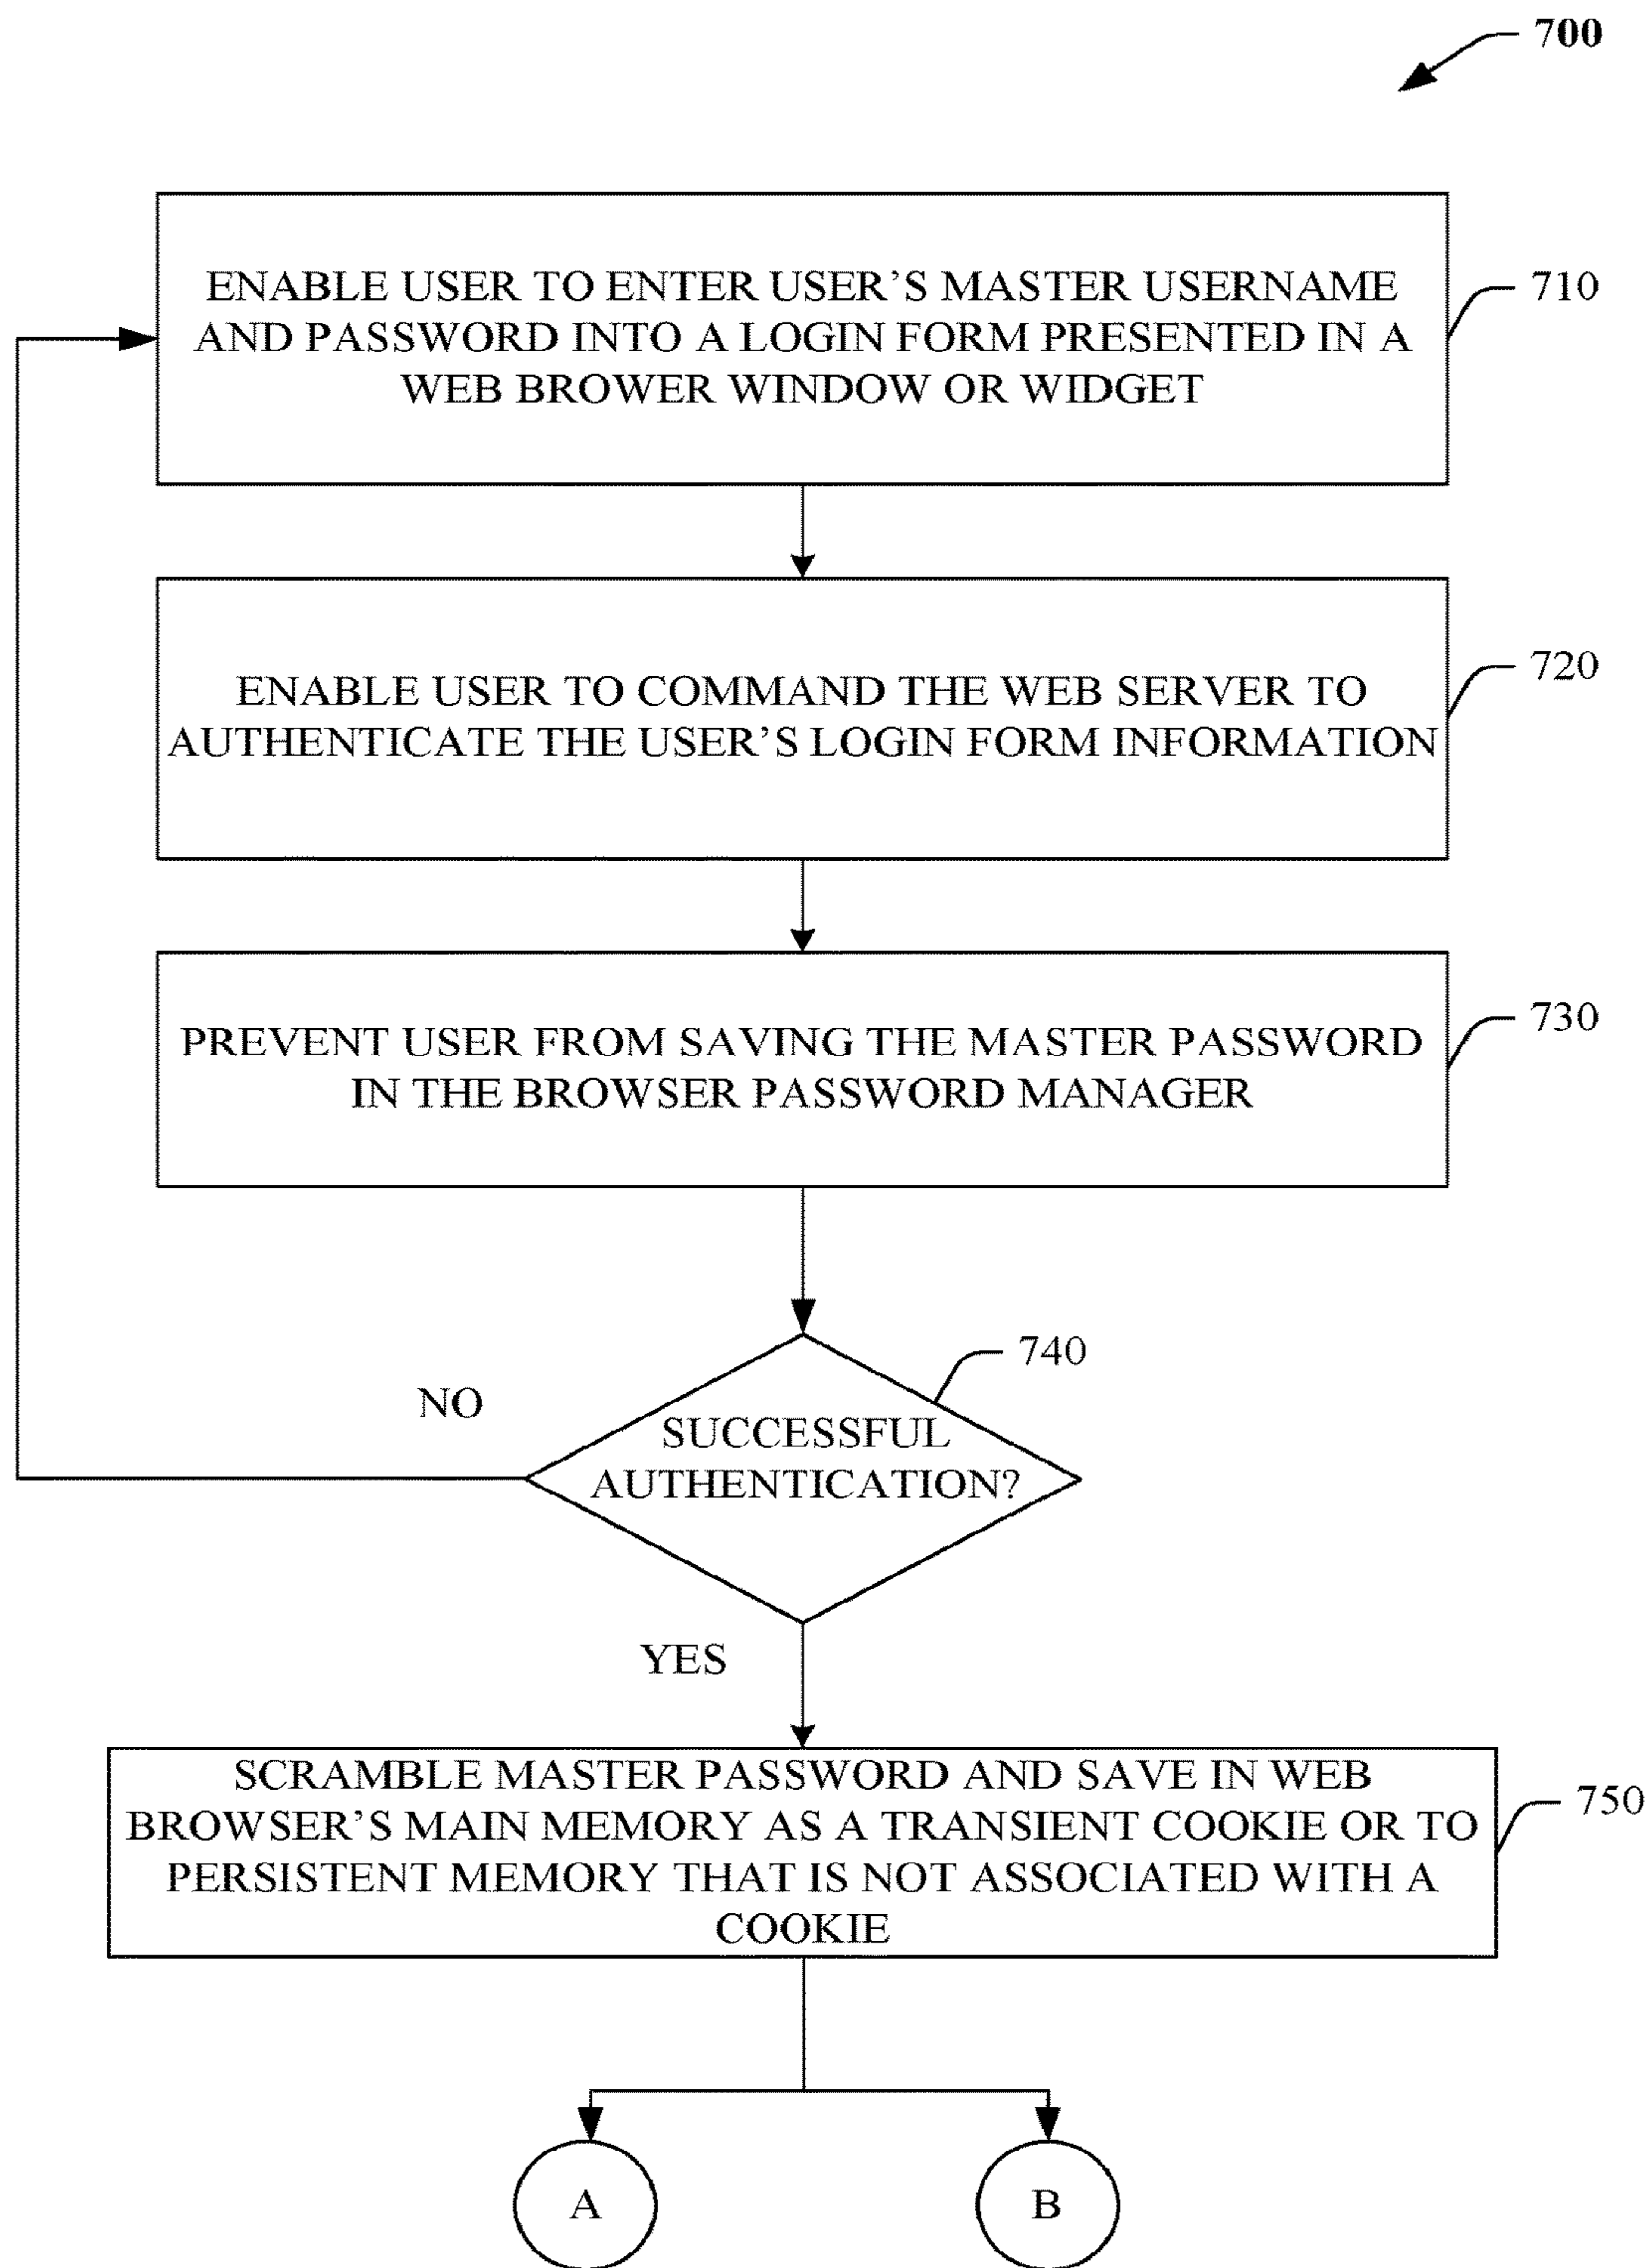 700
ENABLE USER TO ENTER USER'S MASTER USERNAME
AND PASSWORD INTO A LOGIN FORM PRESENTED IN A
WEB BROWER WINDOW OR WIDGET
710
ENABLE USER TO COMMAND THE WEB SERVER TO
AUTHENTICATE THE USER'S LOGIN FORM INFORMATION
720
PREVENT USER FROM SAVING THE MASTER PASSWORD
IN THE BROWSER PASSWORD MANAGER
730
740
NO
SUCCESSFUL
AUTHENTICATION?
YES
SCRAMBLE MASTER PASSWORD AND SAVE IN WEB
BROWSER'S MAIN MEMORY AS A TRANSIENT COOKIE OR TO
PERSISTENT MEMORY THAT IS NOT ASSOCIATED WITH A
COOKIE
750
A
B